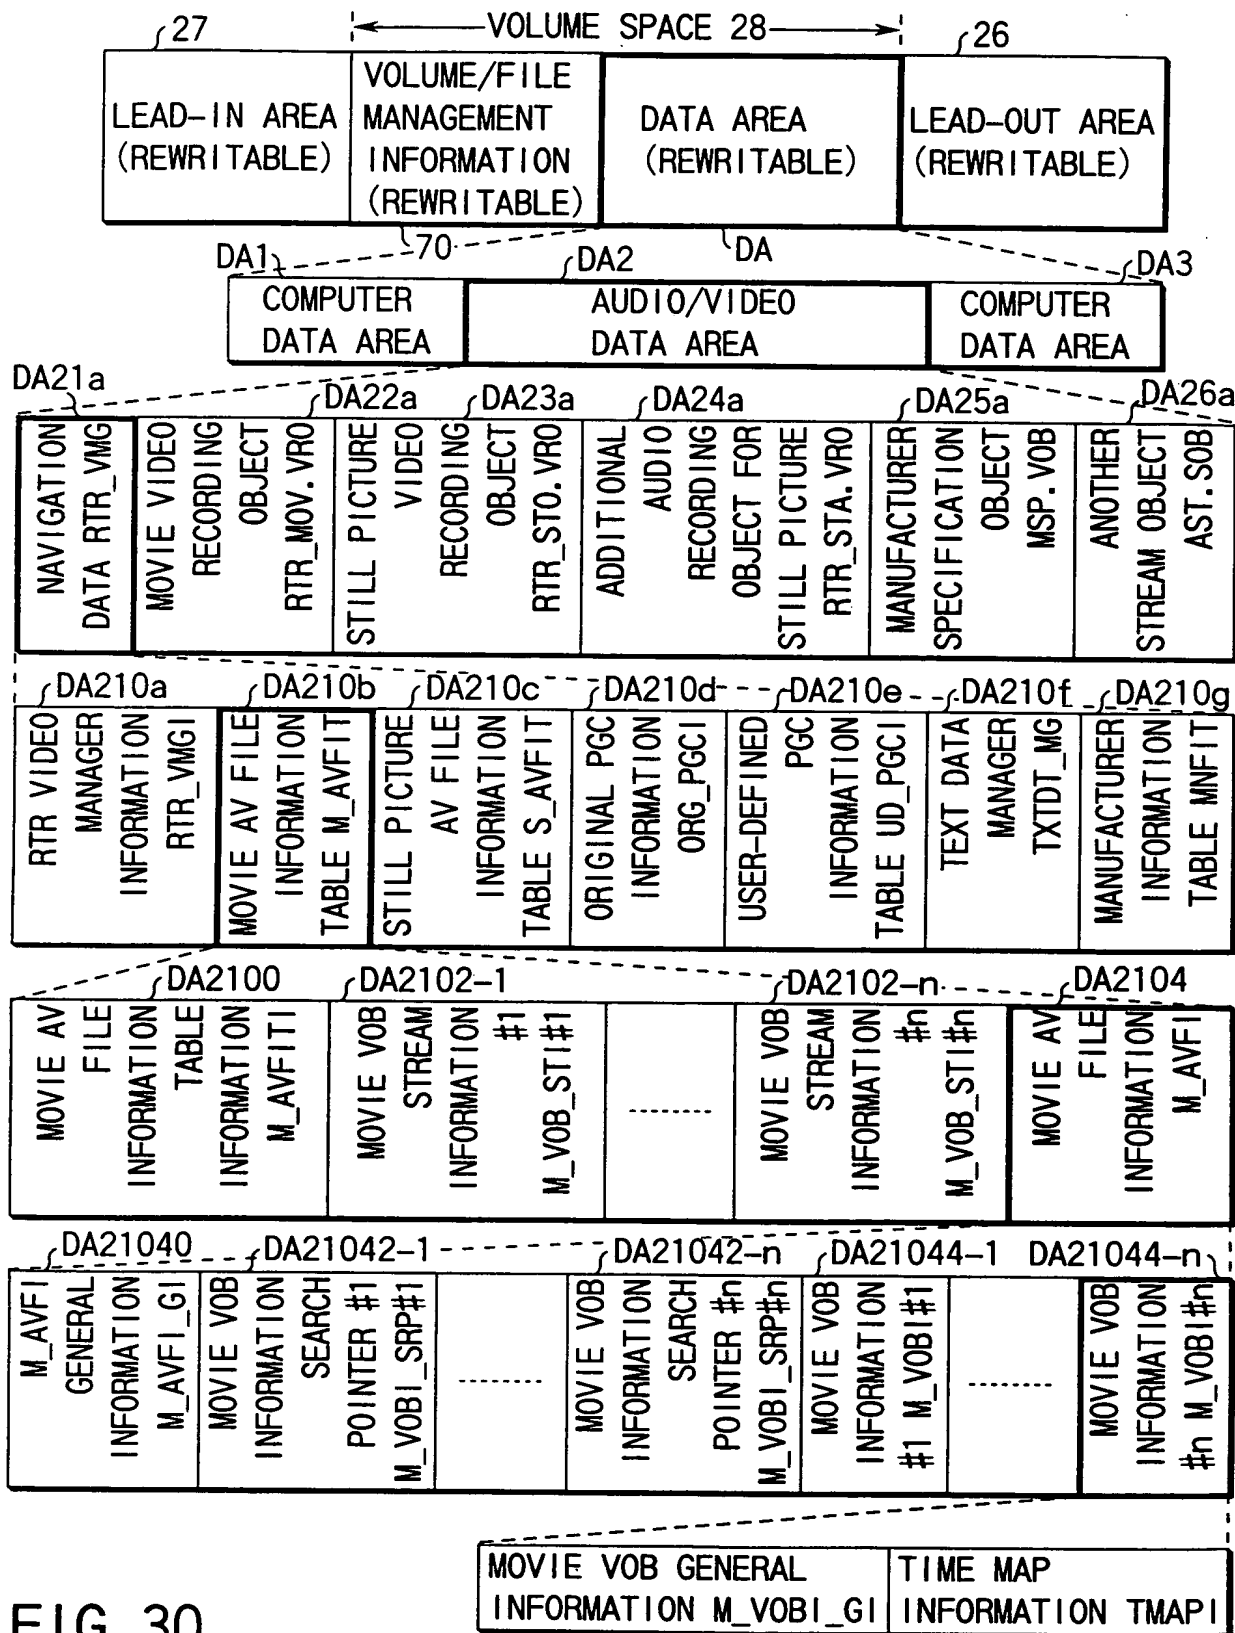 27
VOLUME SPACE 28
26
LEAD-IN AREA
(REWRITABLE)
VOLUME/FILE
MANAGEMENT
INFORMATION
(REWRITABLE)
DATA AREA
(REWRITABLE)
LEAD-OUT AREA
(REWRITABLE)
70
DA
DA1
DA2
DA3
COMPUTER
DATA AREA
AUDIO/VIDEO
DATA AREA
COMPUTER
DATA AREA
DA21a
DA22a
DA23a
DA24a
DA25a
DA26a
NAVIGATION
DATA RTR_VMG
MOVIE VIDEO
RECORDING
OBJECT
RTR_MOV.VRO
STILL PICTURE
VIDEO
RECORDING
OBJECT
RTR_STO.VRO
ADDITIONAL
AUDIO
RECORDING
OBJECT FOR
STILL PICTURE
RTR_STA.VRO
MANUFACTURER
SPECIFICATION
OBJECT
MSP.VOB
ANOTHER
STREAM OBJECT
AST.SOB
DA210a
DA210b
DA210c
DA210d
DA210e
DA210f
DA210g
RTR VIDEO
MANAGER
INFORMATION
RTR_VMGI
MOVIE AV FILE
INFORMATION
TABLE M_AVFIT
STILL PICTURE
AV FILE
INFORMATION
TABLE S_AVFIT
ORIGINAL PGC
INFORMATION
ORG_PGCI
USER-DEFINED
PGC
INFORMATION
TABLE UD_PGCI
TEXT DATA
MANAGER
TXTDT_MG
MANUFACTURER
INFORMATION
TABLE MNFIT
DA2100
DA2102-1
DA2102-n
DA2104
MOVIE AV
FILE
INFORMATION
TABLE
INFORMATION
M_AVFITI
MOVIE VOB
STREAM
INFORMATION
#1
M_VOB_STI#1
MOVIE VOB
STREAM
INFORMATION
#n
M_VOB_STI#n
MOVIE AV
FILE
INFORMATION
M_AVFI
DA21040
DA21042-1
DA21042-n
DA21044-1
DA21044-n
M_AVFI
GENERAL
INFORMATION
M_AVFI_GI
MOVIE VOB
INFORMATION
SEARCH
POINTER #1
M_VOBI_SRP#1
MOVIE VOB
INFORMATION
SEARCH
POINTER #n
M_VOBI_SRP#n
MOVIE VOB
INFORMATION
#1 M_VOBI#1
MOVIE VOB
INFORMATION
#n M_VOBI#n
MOVIE VOB GENERAL
INFORMATION M_VOBI_GI
TIME MAP
INFORMATION TMAPI
FIG. 30